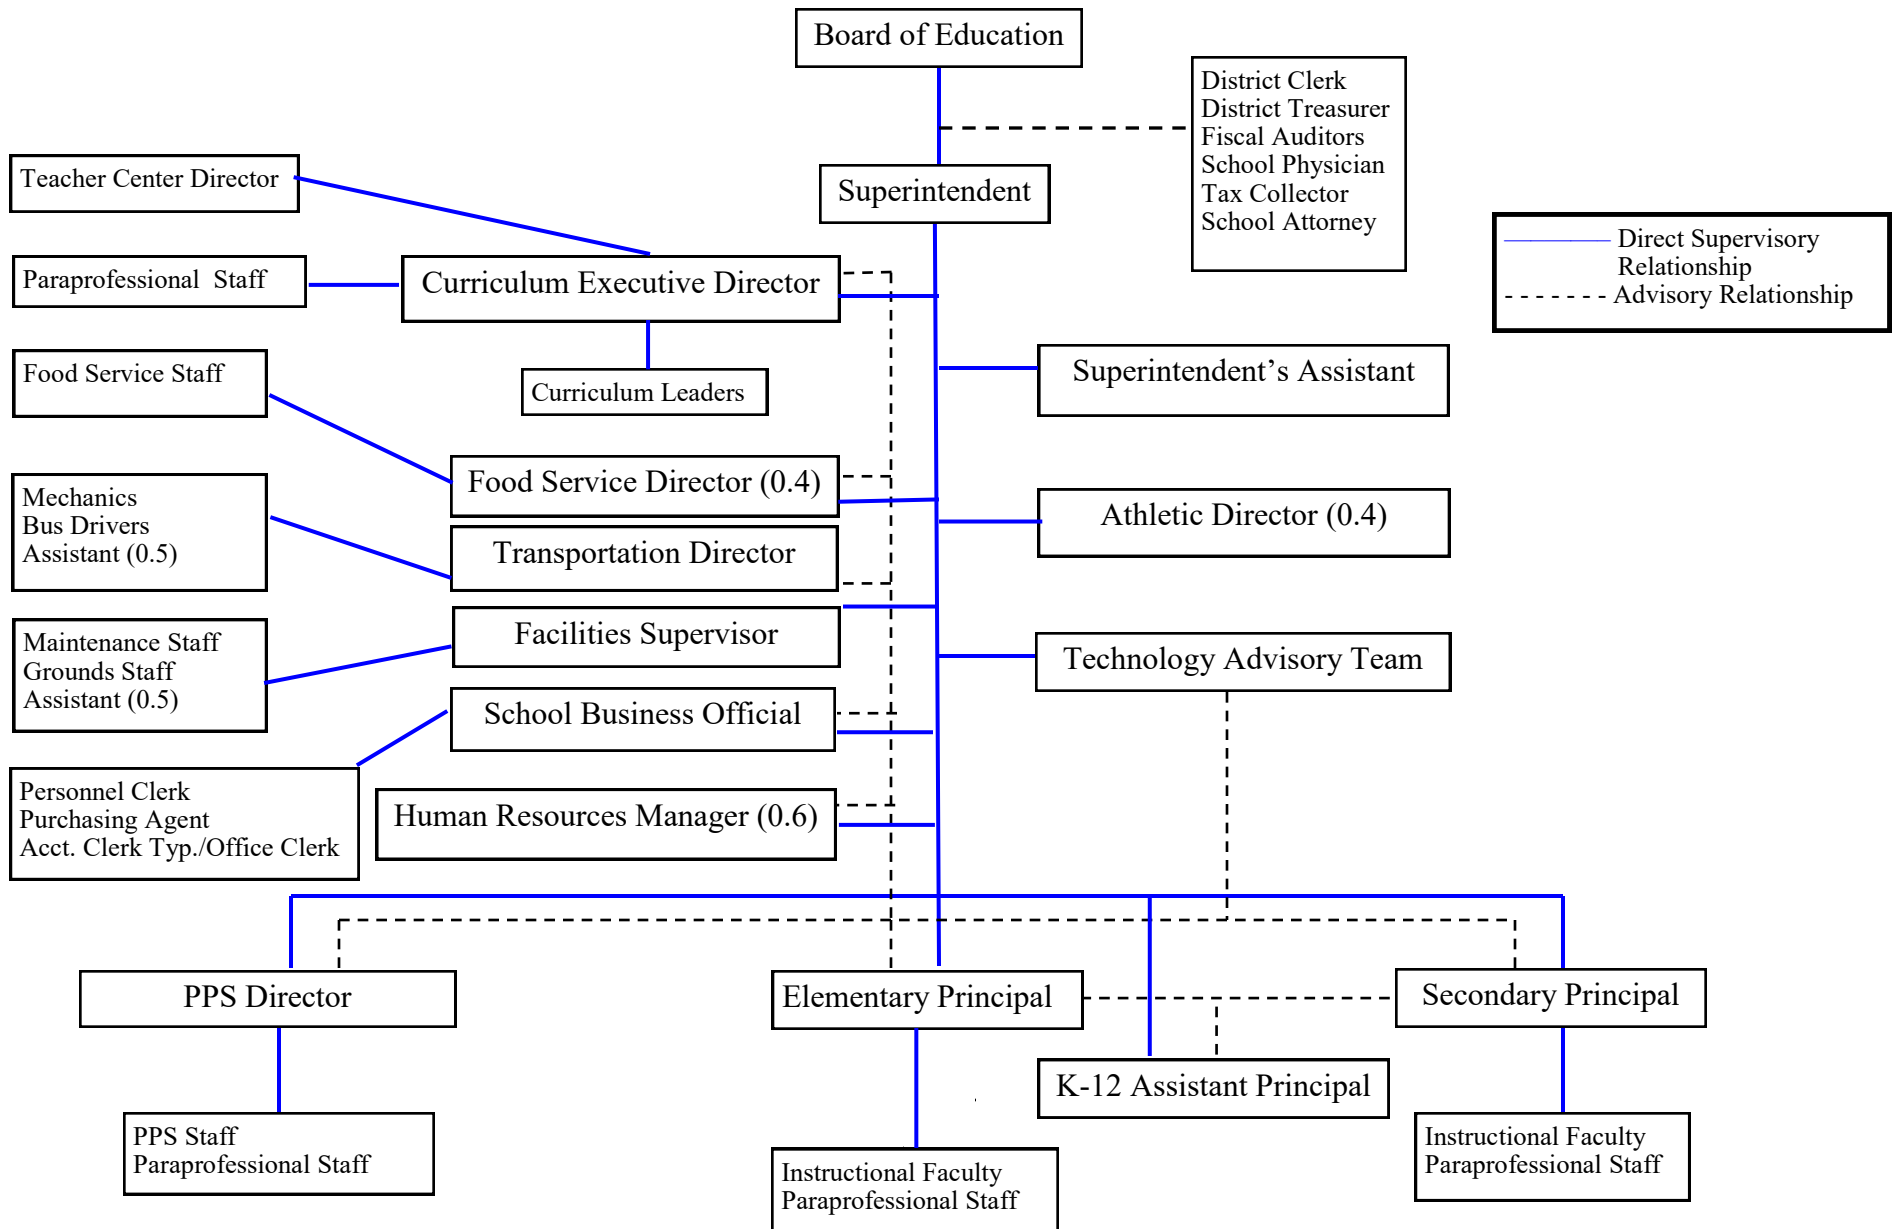 Board of Education
District Clerk
District Treasurer
Fiscal Auditors
School Physician
Tax Collector
School Attorney
Teacher Center Director
Superintendent
Direct Supervisory
Relationship
Advisory Relationship
Paraprofessional  Staff
Curriculum Executive Director
Food Service Staff
Curriculum Leaders
Superintendent’s Assistant
Food Service Director (0.4)
Mechanics
Bus Drivers
Assistant (0.5)
Athletic Director (0.4)
Transportation Director
Facilities Supervisor
Maintenance Staff
Grounds Staff
Assistant (0.5)
Technology Advisory Team
School Business Official
Personnel Clerk
Purchasing Agent
Acct. Clerk Typ./Office Clerk
Human Resources Manager (0.6)
PPS Director
Elementary Principal
Secondary Principal
K-12 Assistant Principal
PPS Staff
Paraprofessional Staff
Instructional Faculty
Paraprofessional Staff
Instructional Faculty
Paraprofessional Staff